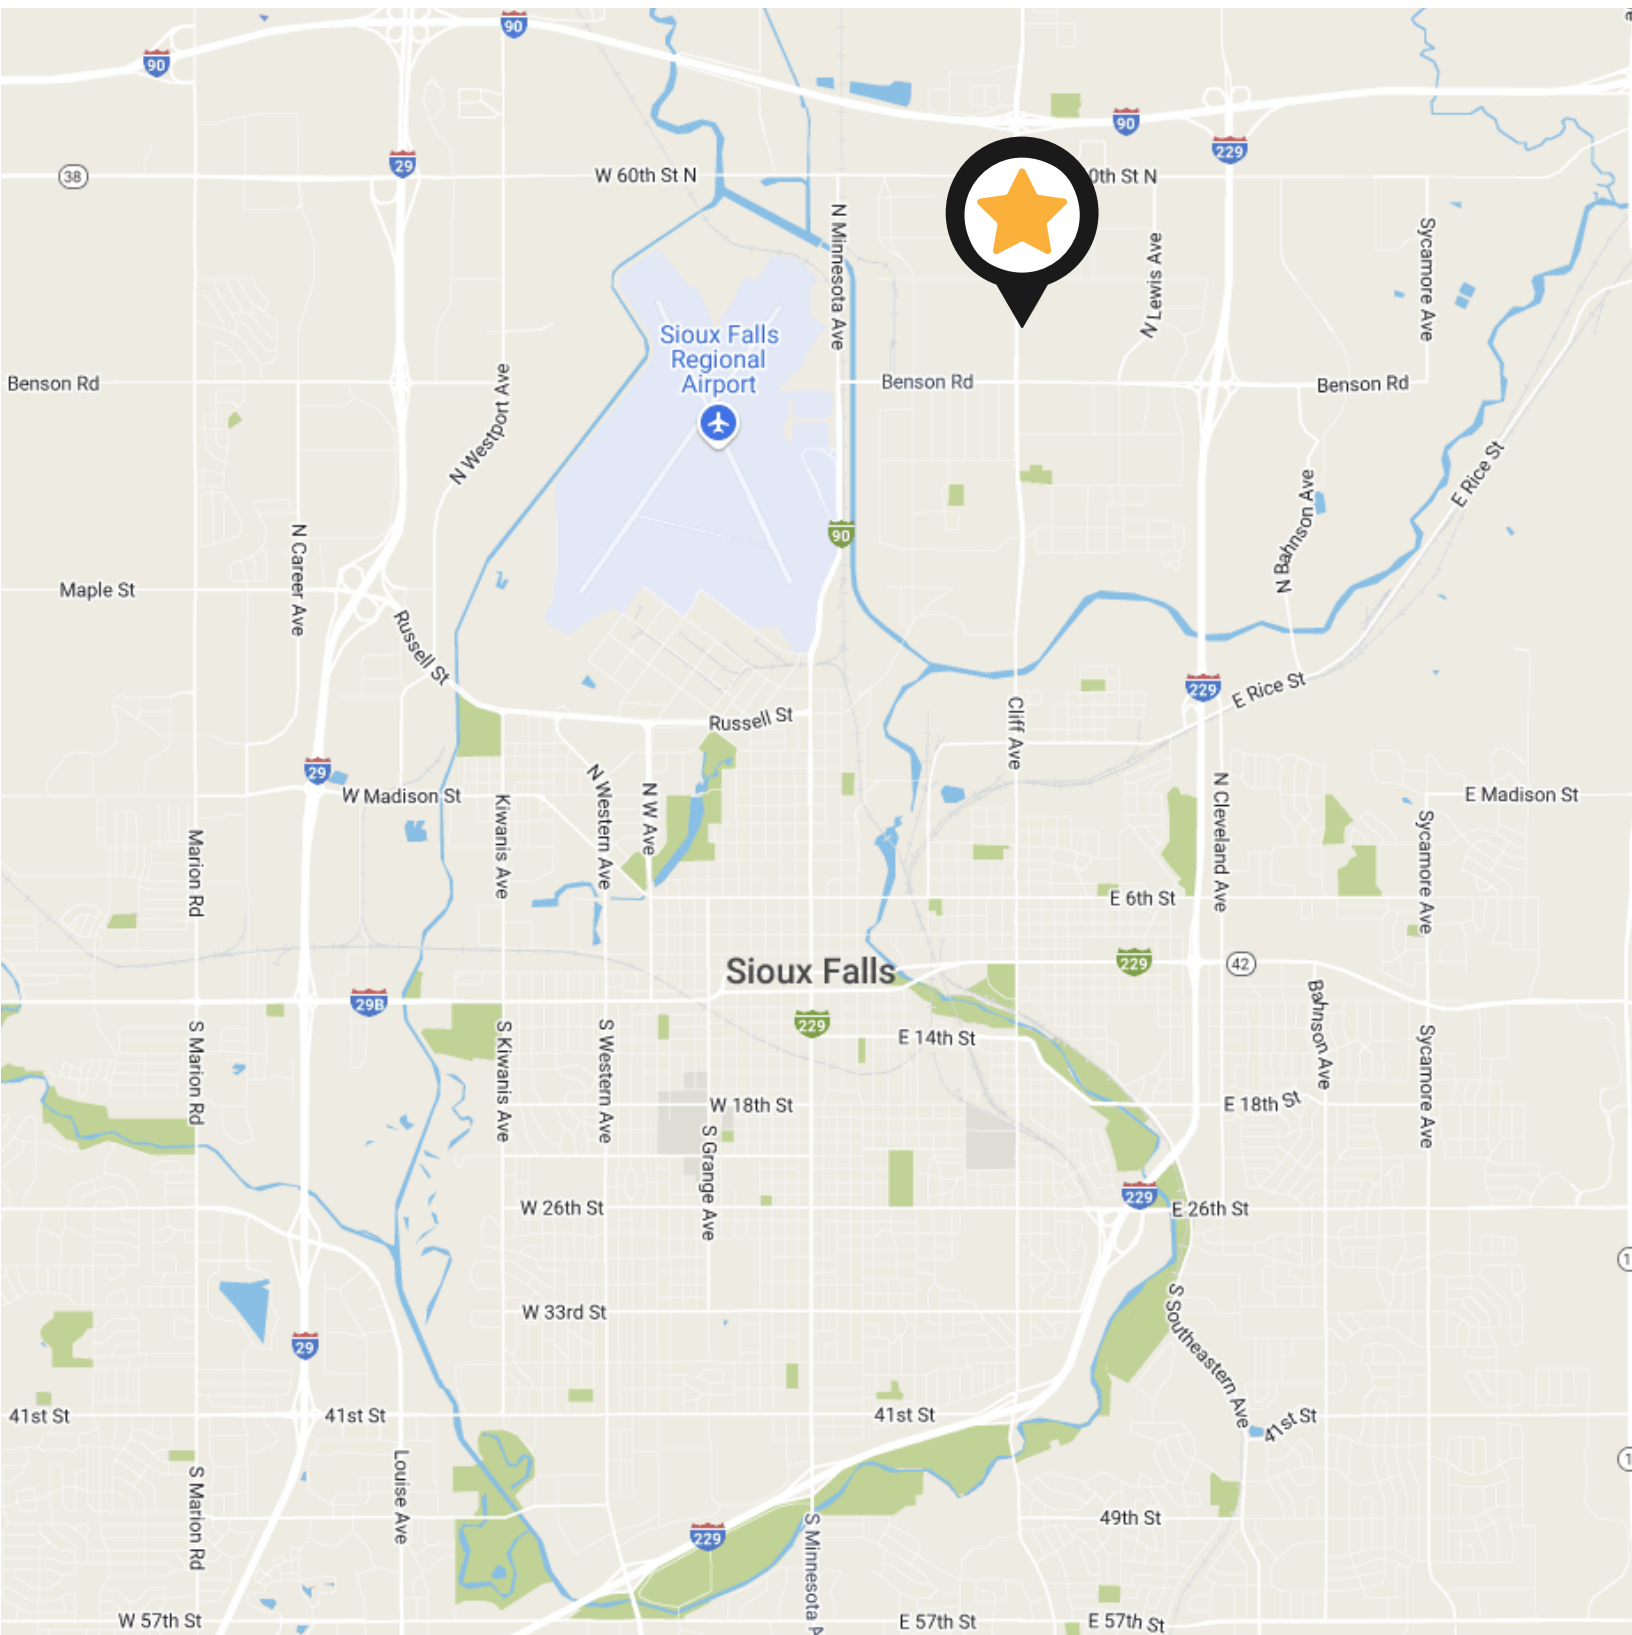 90
90
90
229
29
38
W 60th St N
0th St N
N Minnesota Ave
N Lewis Ave
Sycamore Ave
Sioux Falls
Regional
Airport
Benson Rd
Benson Rd
Benson Rd
N Westport Ave
E Rice St
N Bahnson Ave
N Career Ave
90
Maple St
Russell St
229
E Rice St
Cliff Ave
Russell St
29
W Madison St
N Western Ave
N W Ave
Kiwanis Ave
N Cleveland Ave
E Madison St
Sycamore Ave
Marion Rd
E 6th St
Sioux Falls
229
42
29B
229
Bahnson Ave
S Marion Rd
S Kiwanis Ave
S Western Ave
E 14th St
Sycamore Ave
W 18th St
E 18th St
S Grange Ave
229
W 26th St
E 26th St
1
W 33rd St
S Southeastern Ave
29
41st St
41st St
41st St
41st St
1
Louise Ave
S Marion Rd
229
S Minnesota A
49th St
W 57th St
E 57th St
E 57th St